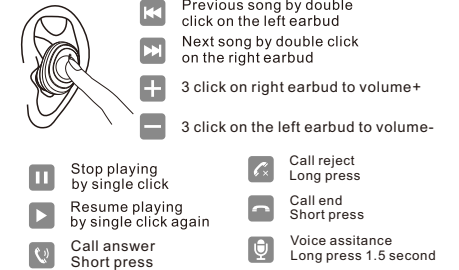 Previous song by double
click on the left earbud
Next song by double click
on the right earbud
3 click on right earbud to volume+
3 click on the left earbud to volume-
Stop playing
by single click
Resume playing
by single click again
Call answer
Short press
Call reject
Long press
Call end
Short press
Voice assitance
Long press 1.5 second